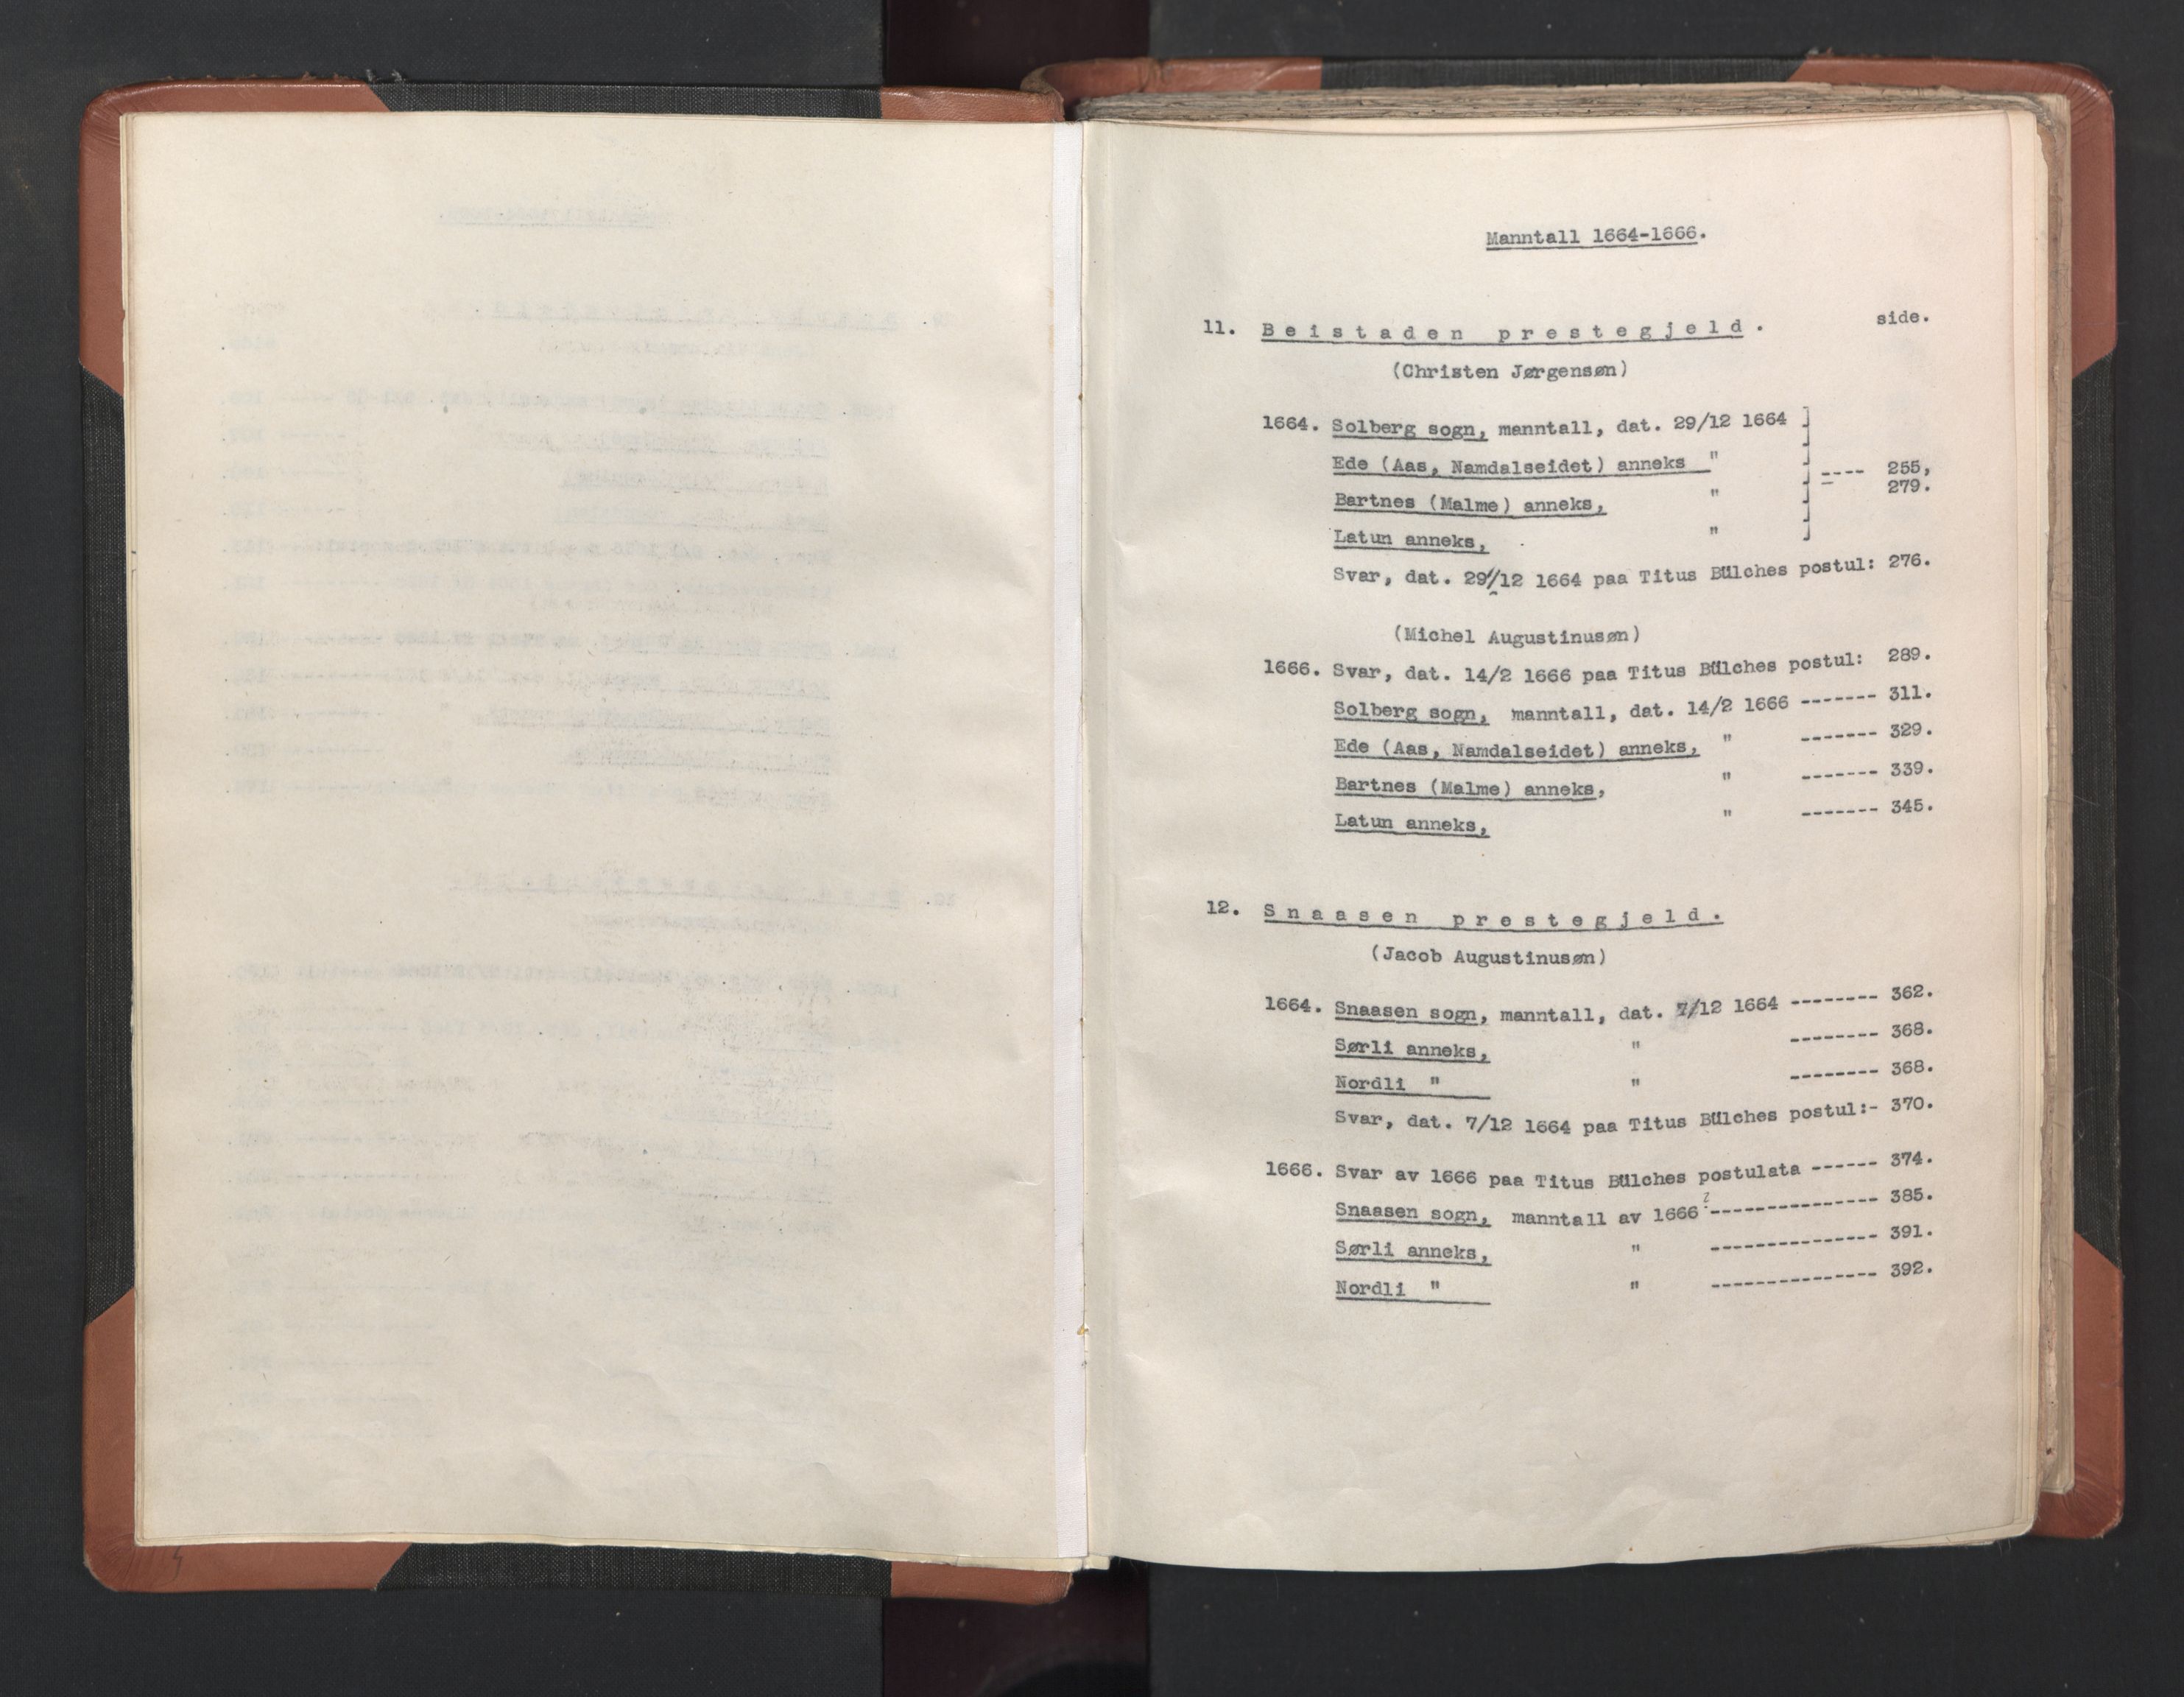 Manntall 1664-1666.
side.
11. Beistaden prestegjeld.
(Christen Jørgensøn)
1664. Solberg sogn, manntall, dat. 29/12 1664 ]
Ede (Aas, Namdalseidet) anneks " ] ---- 255,
Bartnes (Malme) anneks, " ] 279.
Latun anneks, " ]
Svar, dat. 29/12 1664 paa Titus Bülches postul: 276.
(Michel Augustinusøn)
1666. Svar, dat. 14/2 1666 paa Titus Bülches postul: 289.
Solberg sogn, manntall, dat. 14/2 1666 ------- 311.
Ede (Aas, Namdalseidet) anneks, " ------- 329.
Bartnes (Malme) anneks, " ------- 339.
Latun anneks, " ------- 345.
12. Snaasen prestegjeld.
(Jacob Augustinusøn)
1664. Snaasen sogn, manntall, dat. 7/12 1664 -------- 362.
Sørli anneks, " -------- 368.
Nordli " " -------- 368.
Svar, dat. 7/12 1664 paa Titus Bülches postul:- 370.
1666. Svar av 1666 paa Titus Bülches postulata ------ 374.
Snaasen sogn, manntall av 1666 --------------- 385.
Sørli anneks, " --------------- 391.
Nordli " " --------------- 392.